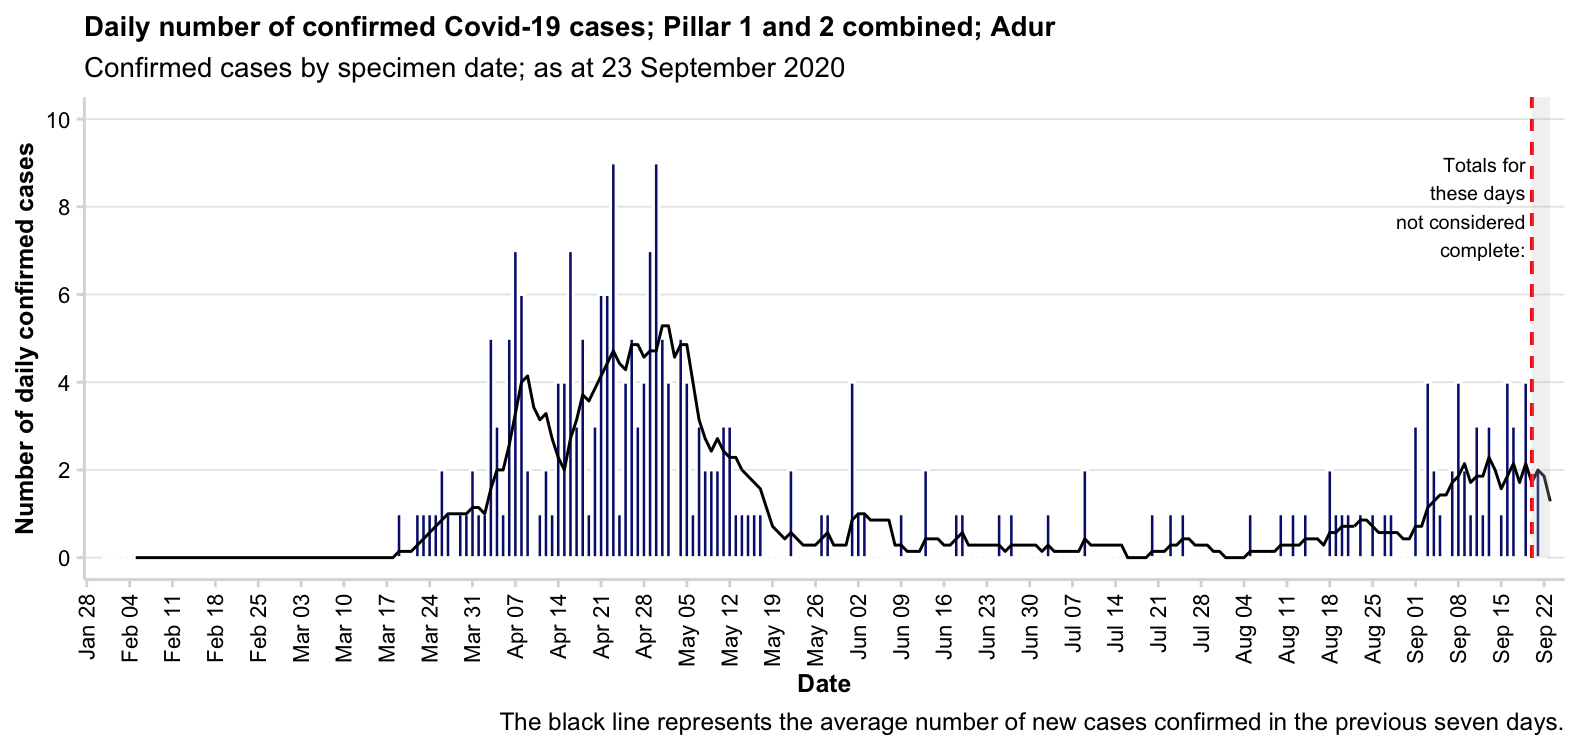 Daily number of confirmed Covid-19 cases; Pillar 1 and 2 combined; Adur
Confirmed cases by specimen date; as at 23 September 2020
Number of daily confirmed cases
10
8
6
4
2
0
Totals for
these days
not considered
complete:
Jan 28
Feb 04
Feb 11
Feb 18
Feb 25
Mar 03
Mar 10
Mar 17
Mar 24
Mar 31
Apr 07
Apr 14
Apr 21
Apr 28
May 05
May 12
May 19
May 26
Jun 02
Jun 09
Jun 16
Jun 23
Jun 30
Jul 07
Jul 14
Jul 21
Jul 28
Aug 04
Aug 11
Aug 18
Aug 25
Sep 01
Sep 08
Sep 15
Sep 22
Date
The black line represents the average number of new cases confirmed in the previous seven days.